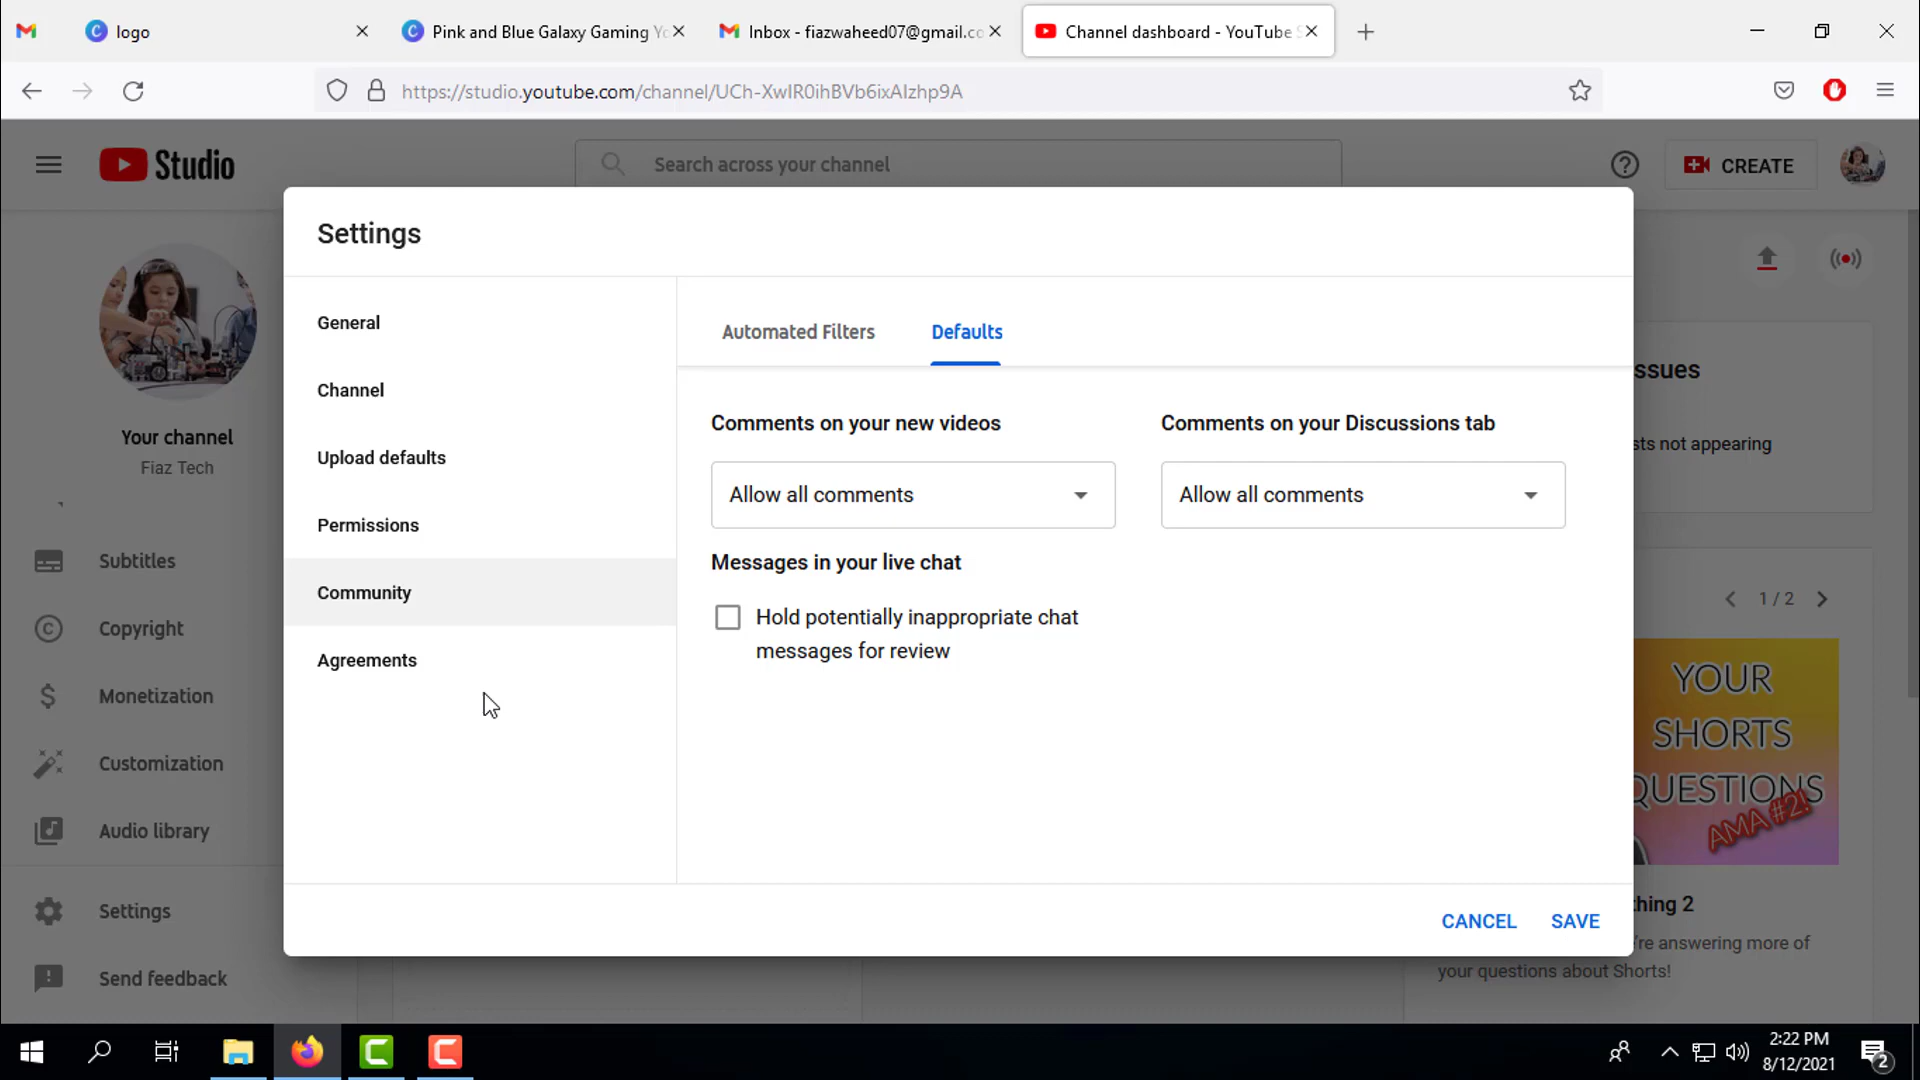 logo
Pink and Blue Galaxy Gaming Yo
Inbox - fiazwaheed07@gmail.co
Channel dashboard - YouTube S
https://studio.youtube.com/channel/UCh-XwIR0ihBVb6ixAIzhp9A
Studio
Search across your channel
CREATE
Settings
General
Channel
Upload defaults
Permissions
Community
Agreements
Automated Filters
Defaults
Comments on your new videos
Comments on your Discussions tab
Allow all comments
Allow all comments
Messages in your live chat
Hold potentially inappropriate chat
messages for review
CANCEL
SAVE
Your channel
Fiaz Tech
Subtitles
Copyright
Monetization
Customization
Audio library
Settings
Send feedback
ssues
sts not appearing
1 / 2
YOUR
SHORTS
QUESTIONS
AMA #2!
thing 2
're answering more of
your questions about Shorts!
2:22 PM
8/12/2021
2